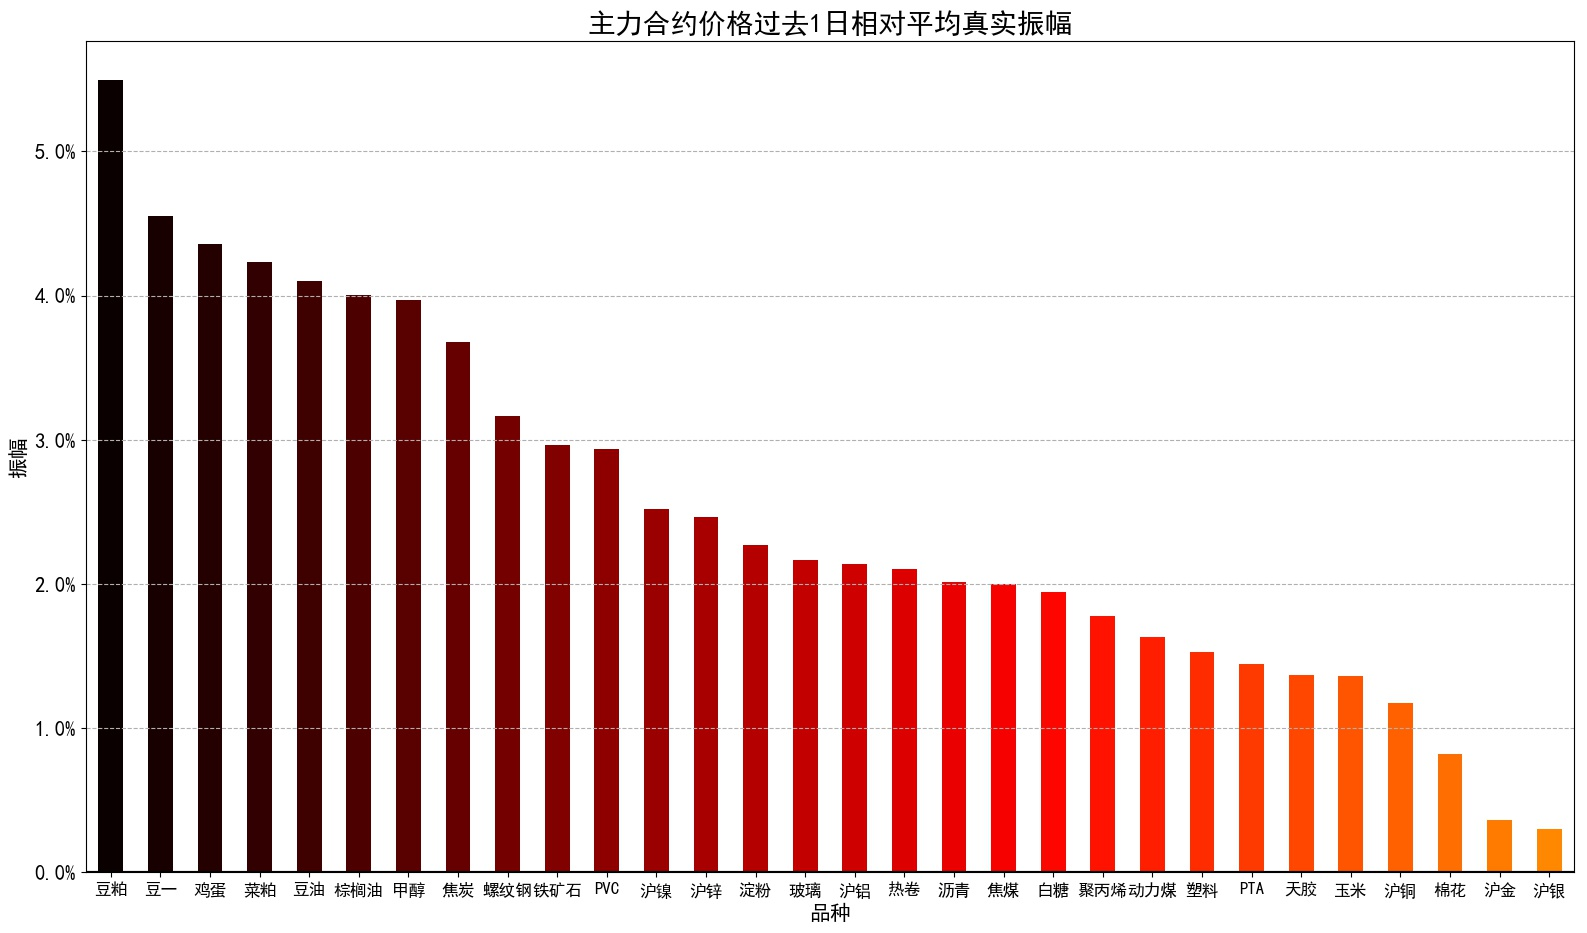 主力合约价格过去1日相对平均真实振幅
振幅
5.0%
4.0%
3.0%
2.0%
1.0%
0.0%
豆粕 豆一 鸡蛋 菜粕 豆油 棕榈油 甲醇 焦炭 螺纹钢 铁矿石 PVC 沪镍 沪锌 淀粉 玻璃 沪铝 热卷 沥青 焦煤 白糖 聚丙烯 动力煤 塑料 PTA 天胶 玉米 沪铜 棉花 沪金 沪银
品种